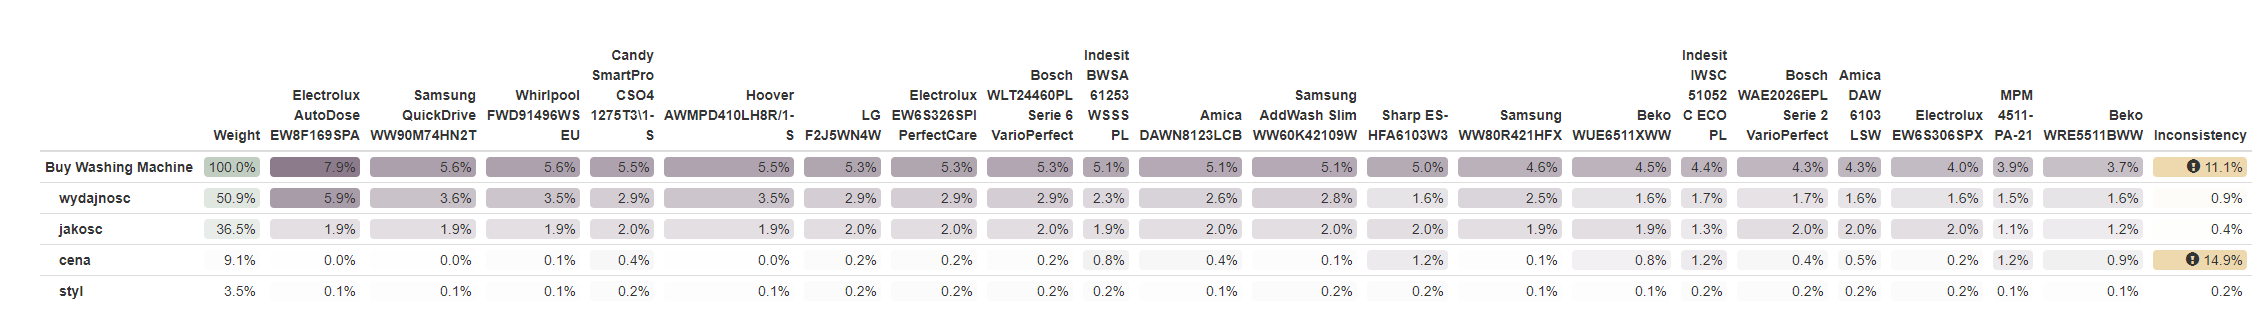 Weight Electrolux AutoDose EW8F169SPA Samsung QuickDrive WW90M74HN2T Whirlpool FWD91496WS EU Candy SmartPro CSO4 1275T3\1-S Hoover AWMPD410LH8R/1-S LG F2J5WN4W Electrolux EW6S326SPI PerfectCare Bosch WLT24460PL Serie 6 VarioPerfect Indesit BWSA 61253 WSSS PL Amica DAWN8123LCB Samsung AddWash Slim WW60K42109W Sharp ES-HFA6103W3 Samsung WW80R421HFX Beko WUE6511XWW Indesit IWSC 51052 C ECO PL Bosch WAE2026EPL Serie 2 VarioPerfect Amica DAW 6103 LSW Electrolux EW6S306SPX MPM 4511-PA-21 Beko WRE5511BWW Inconsistency
Buy Washing Machine 100.0% 7.9% 5.6% 5.6% 5.5% 5.5% 5.3% 5.3% 5.3% 5.1% 5.1% 5.1% 5.0% 4.6% 4.5% 4.4% 4.3% 4.3% 4.0% 3.9% 3.7% 11.1%
wydajnosc 50.9% 5.9% 3.6% 3.5% 2.9% 3.5% 2.9% 2.9% 2.9% 2.3% 2.6% 2.8% 1.6% 2.5% 1.6% 1.7% 1.7% 1.6% 1.6% 1.5% 1.6% 0.9%
jakosc 36.5% 1.9% 1.9% 1.9% 2.0% 1.9% 2.0% 2.0% 2.0% 1.9% 2.0% 2.0% 2.0% 1.9% 1.9% 1.3% 2.0% 2.0% 2.0% 1.1% 1.2% 0.4%
cena 9.1% 0.0% 0.0% 0.1% 0.4% 0.0% 0.2% 0.2% 0.2% 0.8% 0.4% 0.1% 1.2% 0.1% 0.8% 1.2% 0.4% 0.5% 0.2% 1.2% 0.9% 14.9%
styl 3.5% 0.1% 0.1% 0.1% 0.2% 0.1% 0.2% 0.2% 0.2% 0.2% 0.1% 0.2% 0.2% 0.1% 0.1% 0.2% 0.2% 0.2% 0.2% 0.1% 0.1% 0.2%